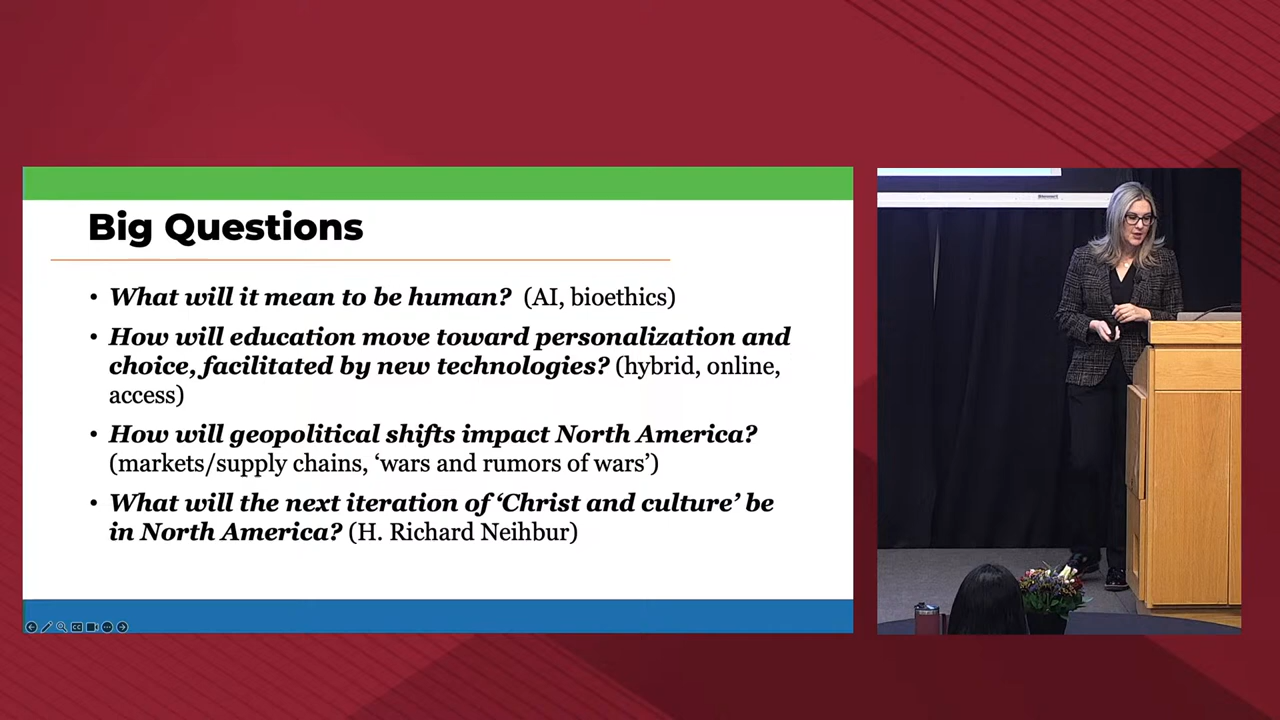 Big Questions
• What will it mean to be human? (AI, bioethics)
• How will education move toward personalization and
choice, facilitated by new technologies? (hybrid, online,
access)
• How will geopolitical shifts impact North America?
(markets/supply chains, ‘wars and rumors of wars’)
• What will the next iteration of ‘Christ and culture’ be
in North America? (H. Richard Neihbur)